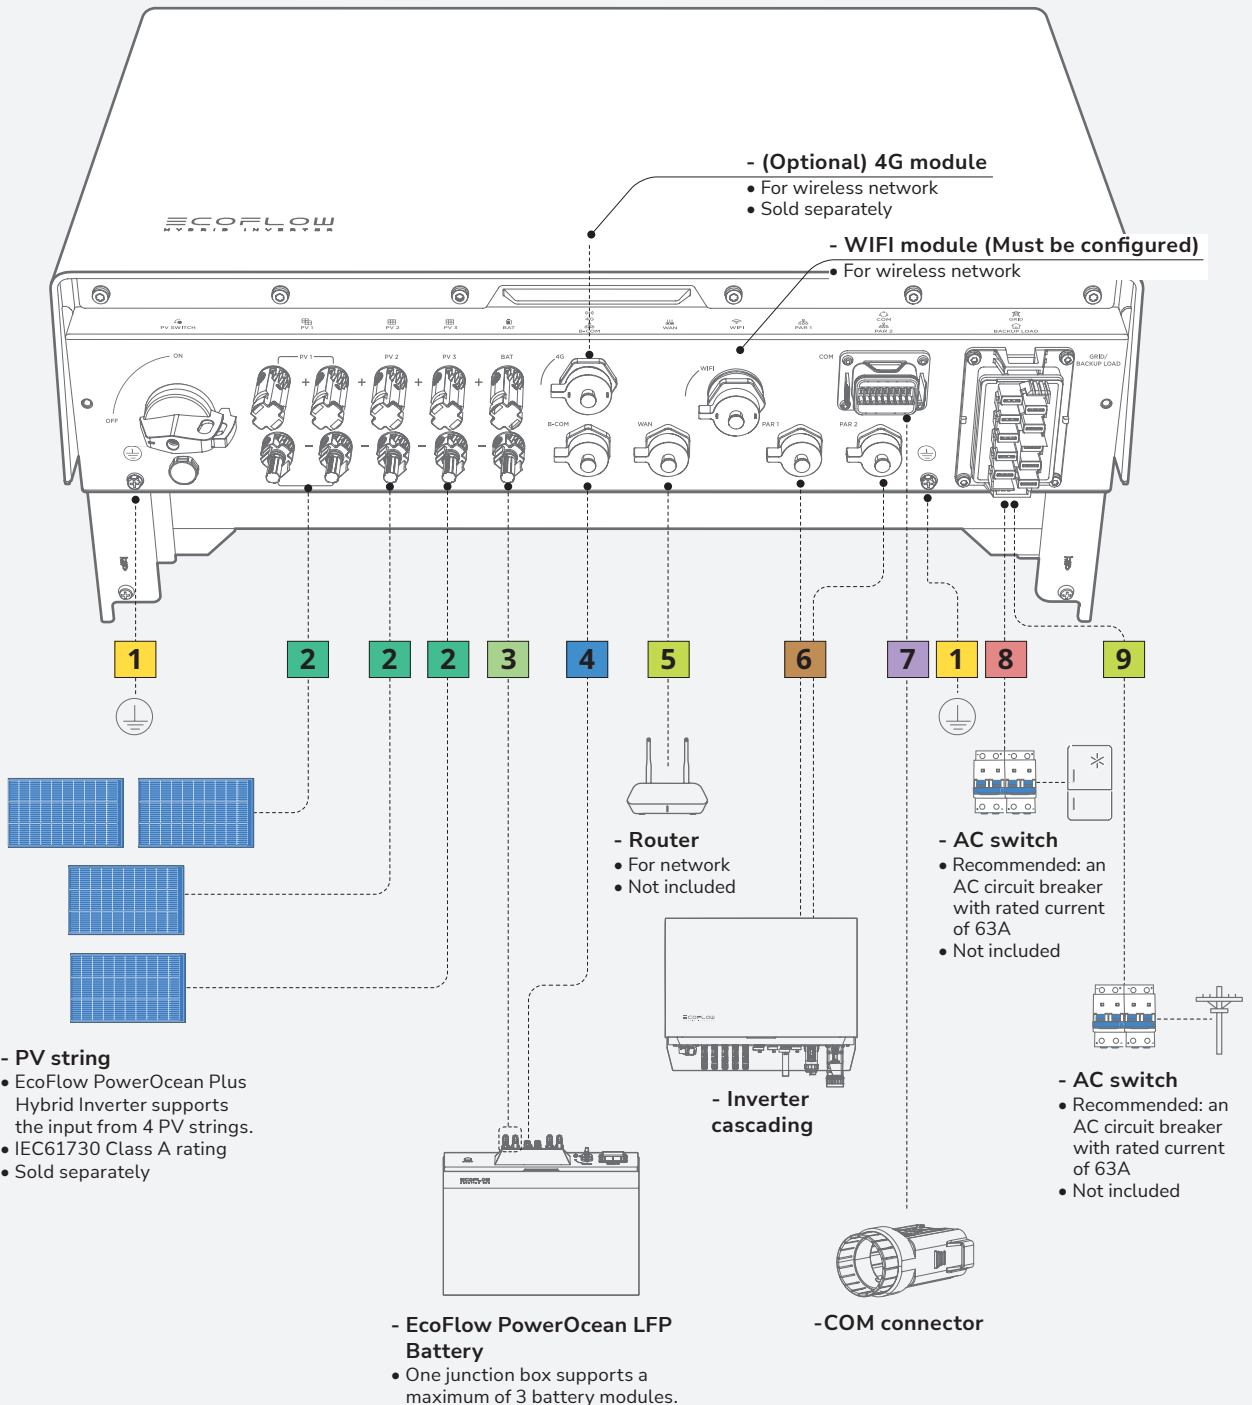 - (Optional) 4G module
• For wireless network
• Sold separately
ECOFLOW
HYBRID INVERTER
- WIFI module (Must be configured)
• For wireless network
PV SWITCH
PV 1
PV 2
PV 3
BAT
4G
B-COM
WAN
WIFI
PAR 1
COM
PAR 2
GRID
BACKUP LOAD
ON
OFF
PV 1
PV 2
PV 3
BAT
4G
WIFI
COM
GRID/
BACKUP LOAD
+ + + +
B-COM
WAN
PAR 1
PAR 2
- - - -
1 2 2 2 3 4 5 6 7 1 8 9
- Router
• For network
• Not included
- AC switch
• Recommended: an
AC circuit breaker
with rated current
of 63A
• Not included
ECOFLOW
- PV string
• EcoFlow PowerOcean Plus
Hybrid Inverter supports
the input from 4 PV strings.
• IEC61730 Class A rating
• Sold separately
- Inverter
cascading
- AC switch
• Recommended: an
AC circuit breaker
with rated current
of 63A
• Not included
ECOFLOW
- EcoFlow PowerOcean LFP
Battery
• One junction box supports a
maximum of 3 battery modules.
-COM connector